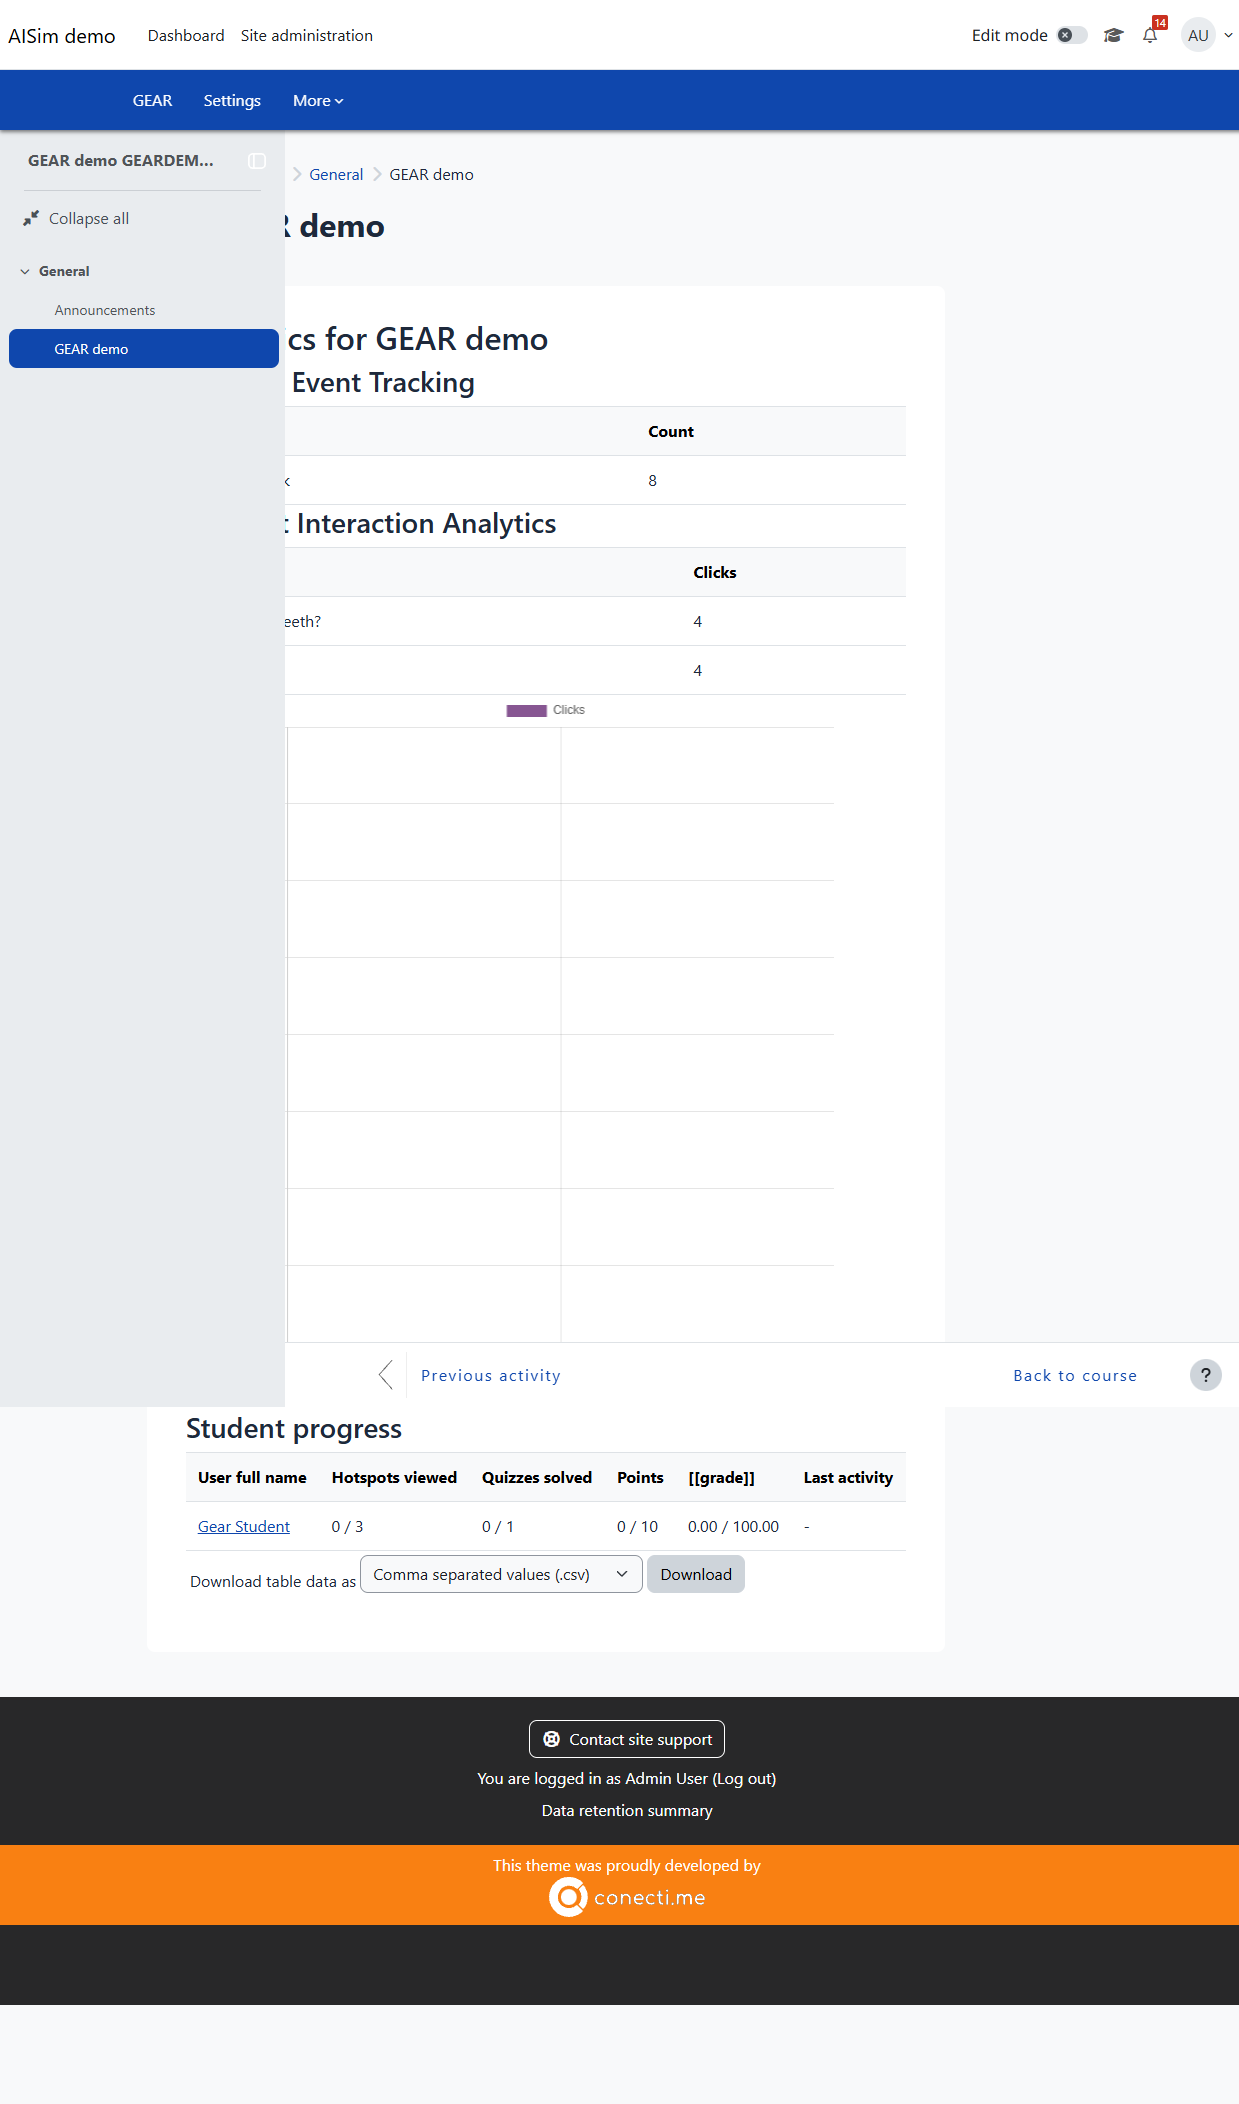 AISim demo Dashboard Site administration Edit mode 14 AU
GEAR Settings More
GEAR demo GEARDEM...
General GEAR demo
Collapse all
demo
General
Announcements
GEAR demo
cs for GEAR demo
Event Tracking
Count
k 8
t Interaction Analytics
Clicks
eeth? 4
4
Clicks
Previous activity Back to course ?
Student progress
User full name Hotspots viewed Quizzes solved Points [[grade]] Last activity
Gear Student 0 / 3 0 / 1 0 / 10 0.00 / 100.00 -
Download table data as Comma separated values (.csv) Download
Contact site support
You are logged in as Admin User (Log out)
Data retention summary
This theme was proudly developed by
conecti.me